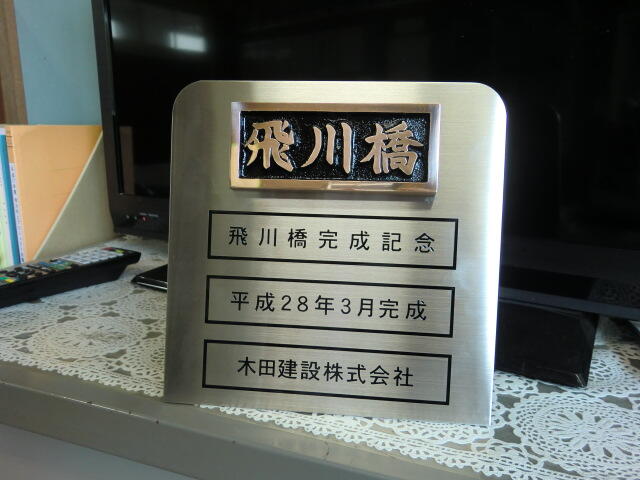 飛川橋
飛川橋完成記念
平成28年3月完成
木田建設株式会社